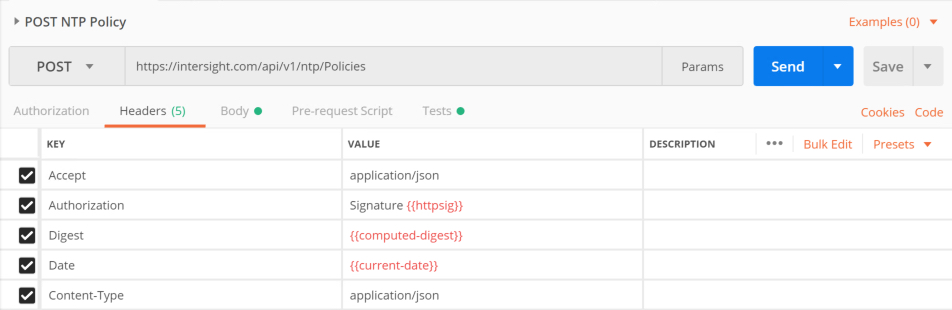 POST NTP Policy Examples (0)
POST https://intersight.com/api/v1/ntp/Policies Params Send Save
Authorization Headers (5) Body Pre-request Script Tests Cookies Code
KEY VALUE DESCRIPTION ••• Bulk Edit Presets
Accept application/json
Authorization Signature {{httpsig}}
Digest {{computed-digest}}
Date {{current-date}}
Content-Type application/json